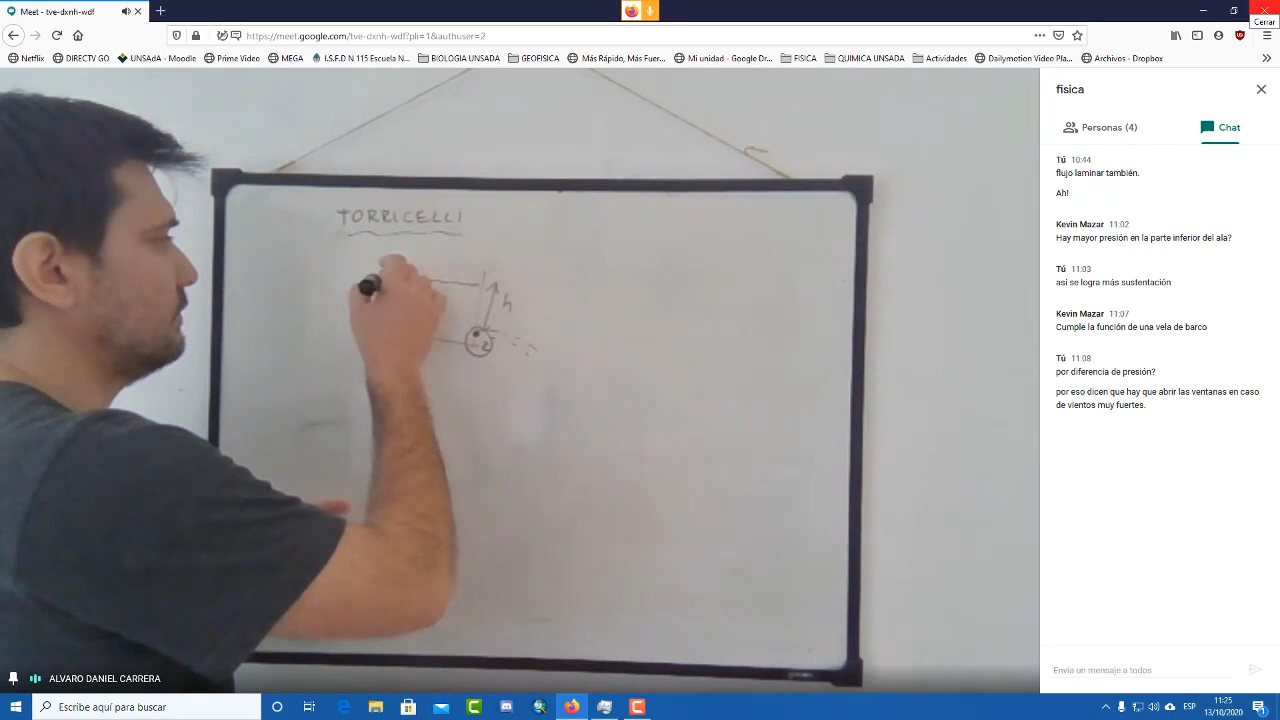 Meet - tve-dxnh-wdf
Cerrar
https://meet.google.com/tve-dxnh-wdf?pli=1&authuser=2
Netflix DIRECTV GO UNSAdA - Moodle Prime Video MEGA I.S.F.D N 115 Escuela N... BIOLOGIA UNSADA GEOFISICA Más Rápido, Más Fuer... Mi unidad - Google Dr... FISICA QUIMICA UNSADA Actividades Dailymotion Video Pla... Archivos - Dropbox
fisica
Personas (4) Chat
Tú 10:44
flujo laminar también.
Ah!
Kevin Mazar 11:02
Hay mayor presión en la parte inferior del ala?
Tú 11:03
asi se logra más sustentación
Kevin Mazar 11:07
Cumple la función de una vela de barco
Tú 11:08
por diferencia de presión?
por eso dicen que hay que abrir las ventanas en caso
de vientos muy fuertes.
TORRICELLI
h
2
ALVARO DANIEL CARRERA
Envía un mensaje a todos
Escribe aquí para buscar
ESP
11:25
13/10/2020
1